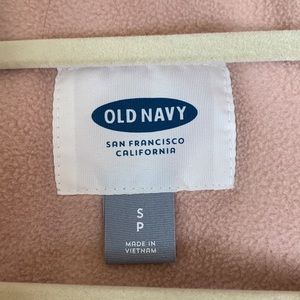 OLD NAVY
SAN FRANCISCO
CALIFORNIA
S
P
MADE IN
VIETNAM